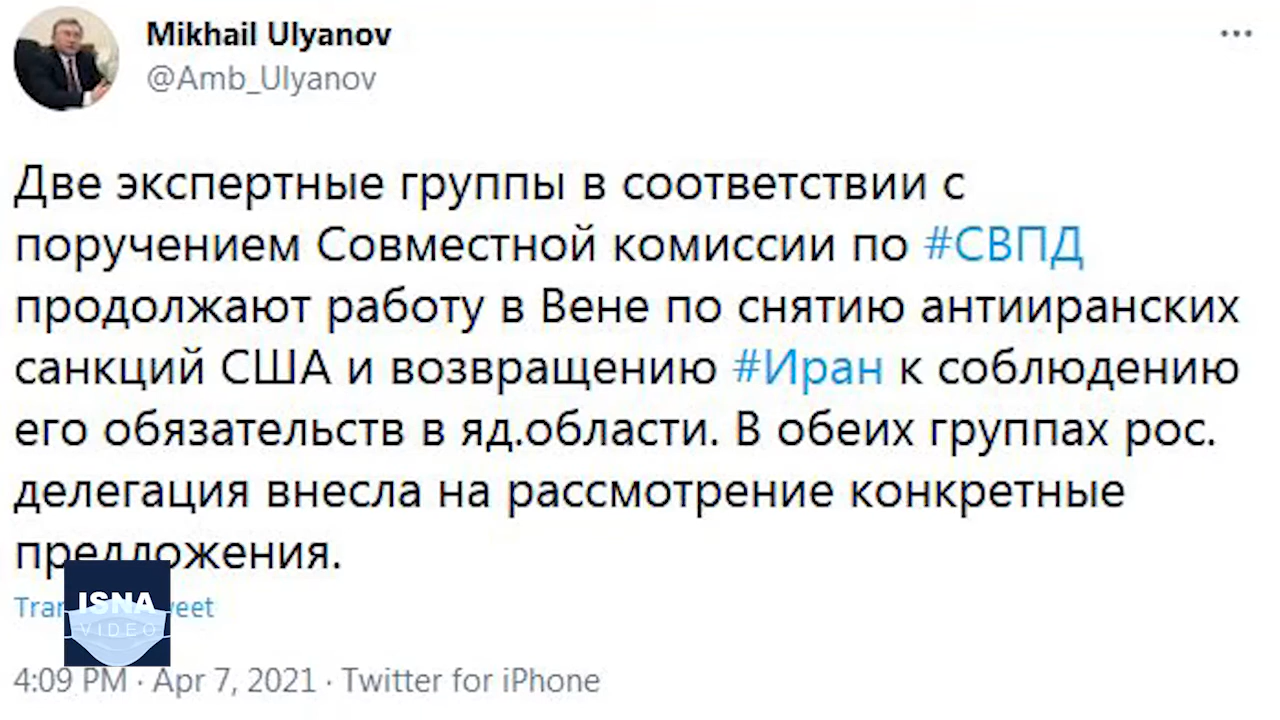 Mikhail Ulyanov
@Amb_Ulyanov
Две экспертные группы в соответствии с
поручением Совместной комиссии по #СВПД
продолжают работу в Вене по снятию антииранских
санкций США и возвращению #Иран к соблюдению
его обязательств в яд.области. В обеих группах рос.
делегация внесла на рассмотрение конкретные
предложения.
ISNA
VIDEO
4:09 PM · Apr 7, 2021 · Twitter for iPhone